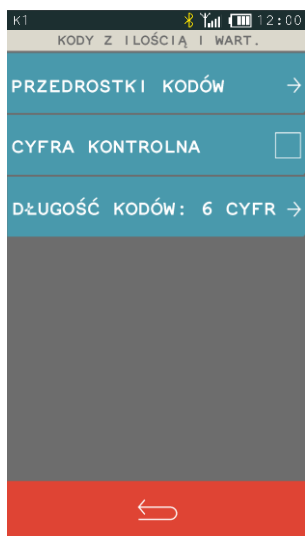 K1 12:00
KODY Z ILOŚCIĄ I WART.
PRZEDROSTKI KODÓW
CYFRA KONTROLNA
DŁUGOŚĆ KODÓW: 6 CYFR